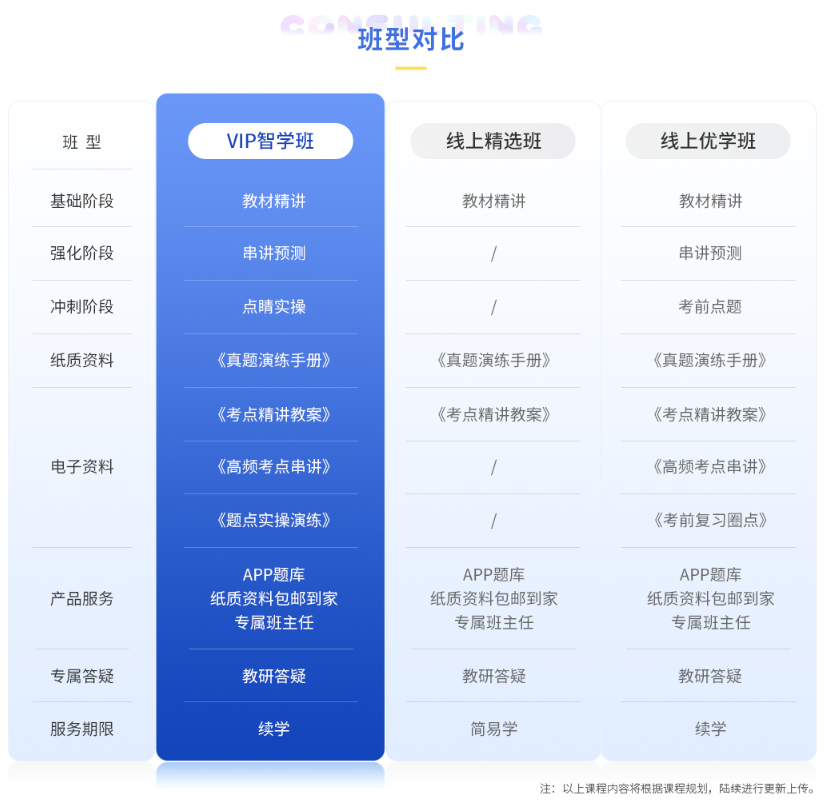 CONSULTING
班型对比
班 型 VIP智学班 线上精选班 线上优学班
基础阶段 教材精讲 教材精讲 教材精讲
强化阶段 串讲预测 / 串讲预测
冲刺阶段 点睛实操 / 考前点题
纸质资料 《真题演练手册》 《真题演练手册》 《真题演练手册》
《考点精讲教案》 《考点精讲教案》 《考点精讲教案》
电子资料 《高频考点串讲》 / 《高频考点串讲》
《题点实操演练》 / 《考前复习圈点》
APP题库 APP题库 APP题库
产品服务 纸质资料包邮到家 纸质资料包邮到家 纸质资料包邮到家
专属班主任 专属班主任 专属班主任
专属答疑 教研答疑 教研答疑 教研答疑
服务期限 续学 简易学 续学
注：以上课程内容将根据课程规划，陆续进行更新上传。